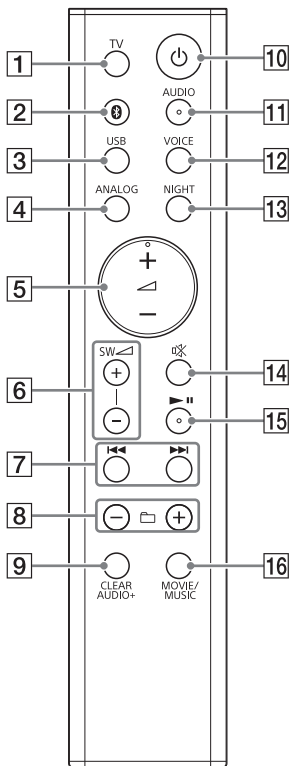 TV
1
10
AUDIO
2
11
USB
VOICE
3
12
ANALOG
NIGHT
4
13
+
5
−
SW
6
+
−
14
15
7
8
−
+
9
CLEAR
AUDIO+
MOVIE/
MUSIC
16